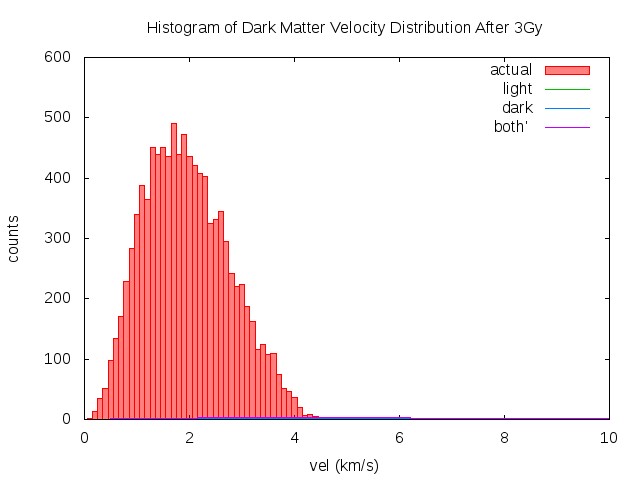 Histogram of Dark Matter Velocity Distribution After 3Gy
600
500
400
300
200
100
0
counts
actual
light
dark
both'
0 2 4 6 8 10
vel (km/s)